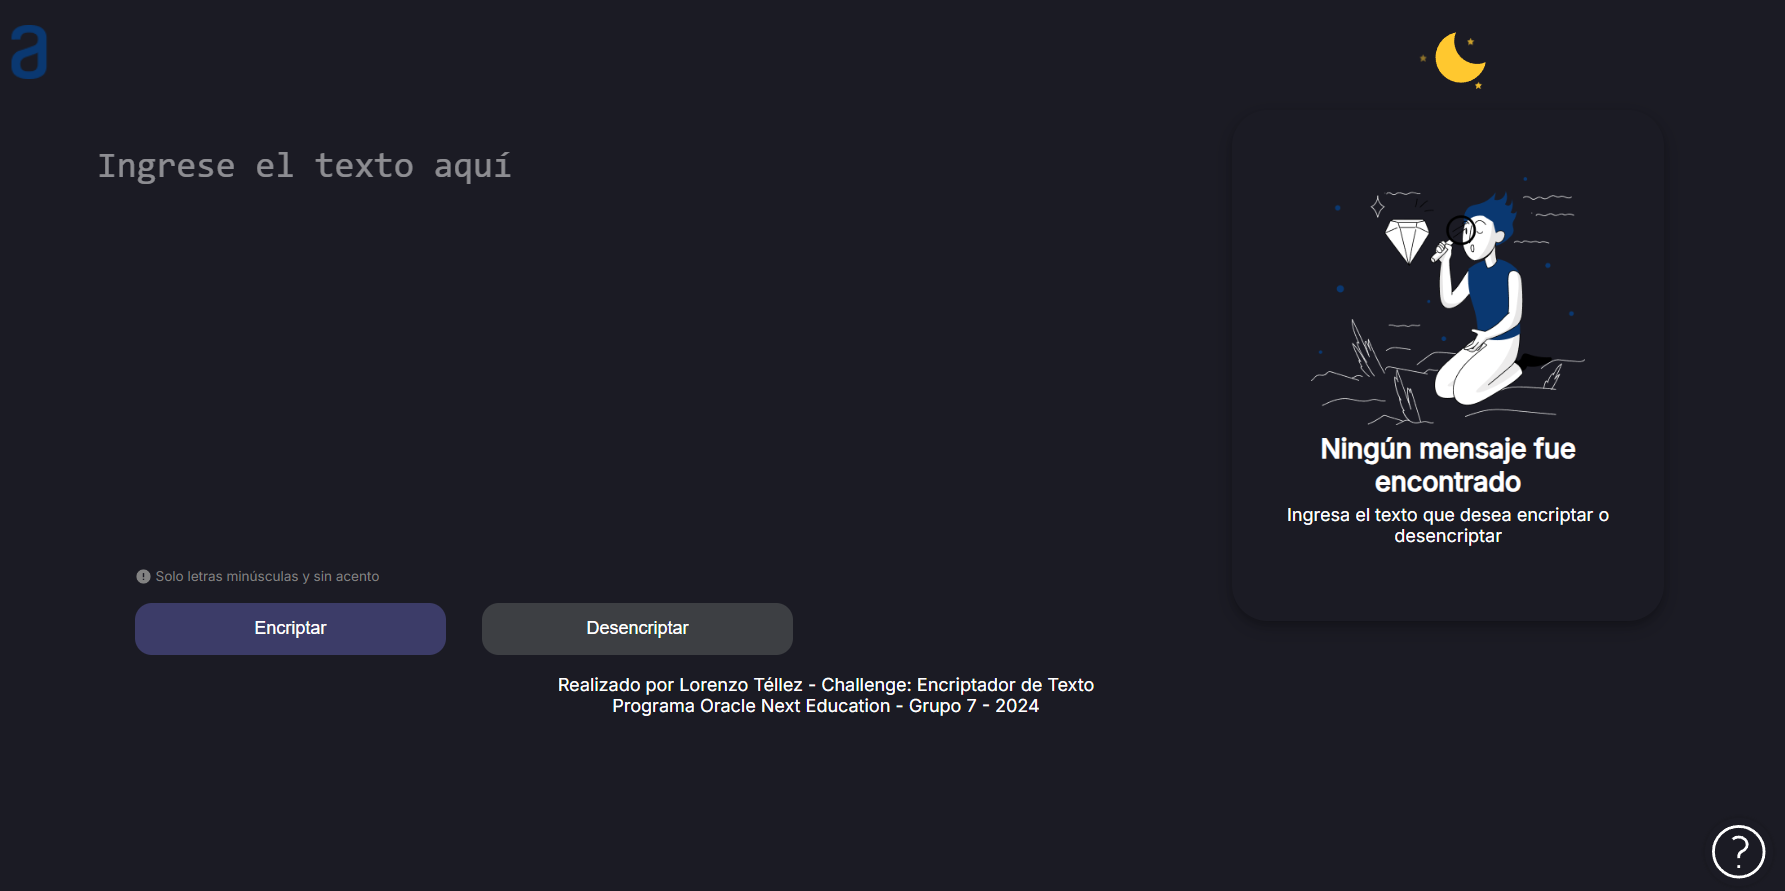 a
Ingrese el texto aquí
Ningún mensaje fue
encontrado
Ingresa el texto que desea encriptar o
desencriptar
! Solo letras minúsculas y sin acento
Encriptar
Desencriptar
Realizado por Lorenzo Téllez - Challenge: Encriptador de Texto
Programa Oracle Next Education - Grupo 7 - 2024
?